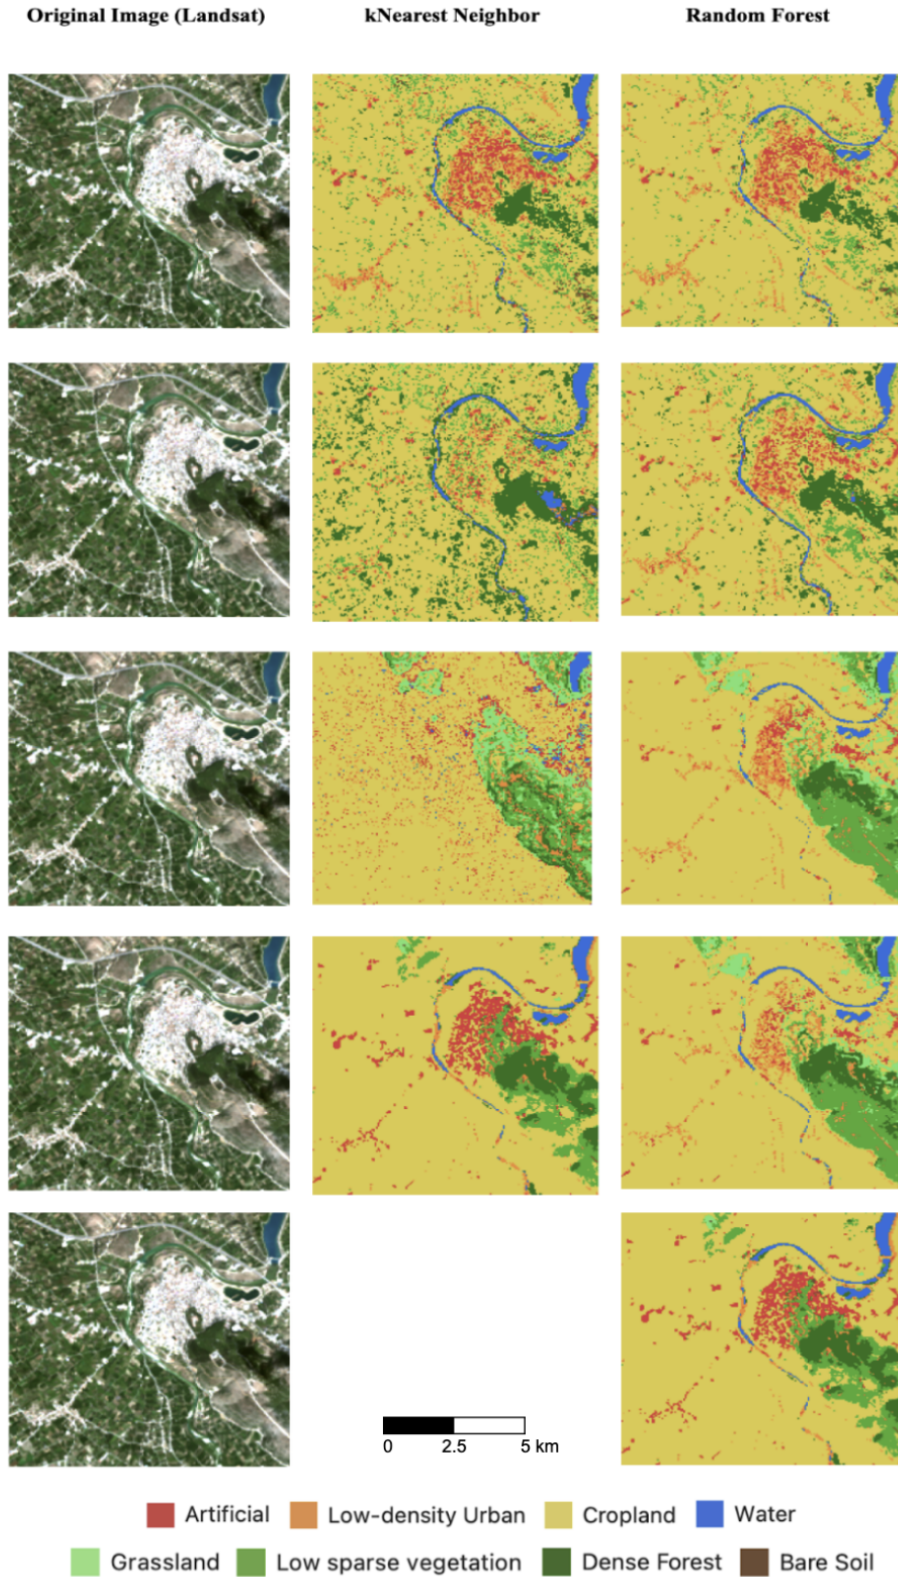 Original Image (Landsat) kNearest Neighbor Random Forest
0 2.5 5 km
Artificial Low-density Urban Cropland Water
Grassland Low sparse vegetation Dense Forest Bare Soil